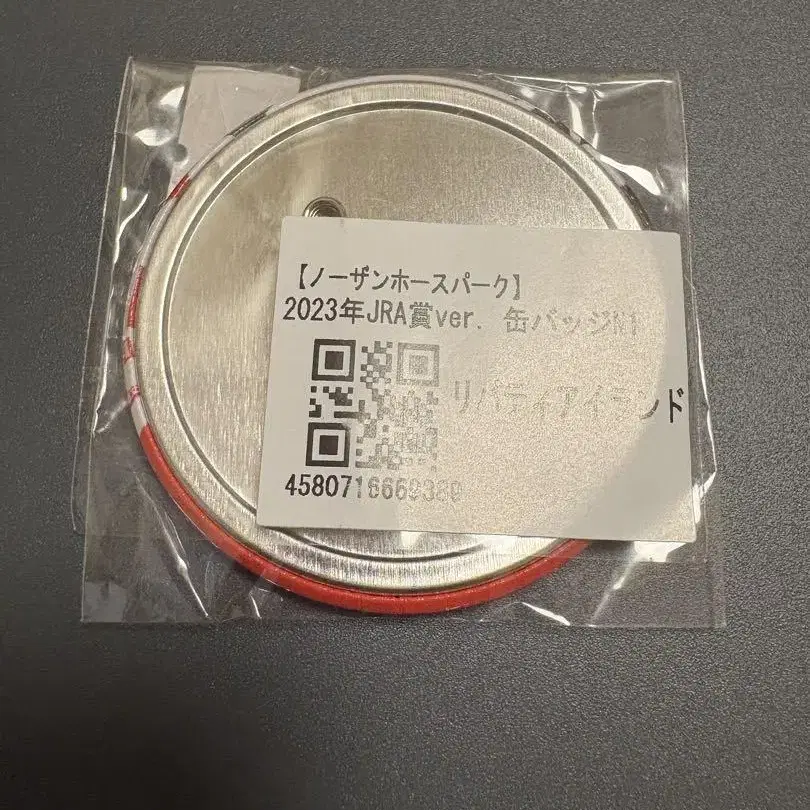 【ノーザンホースパーク】
2023年JRA賞ver. 缶バッジN1
リバティアイランド
4580716669389